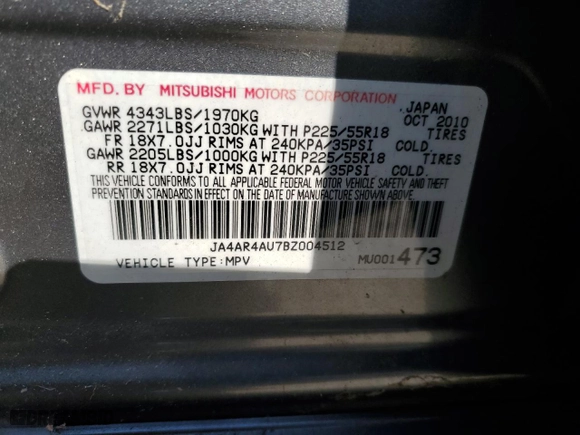 MFD. BY MITSUBISHI MOTORS CORPORATION JAPAN
GVWR 4343LBS/1970KG OCT 2010
GAWR 2271LBS/1030KG WITH P225/55R18 TIRES
FR 18X7.0JJ RIMS AT 240KPA/35PSI COLD.
GAWR 2205LBS/1000KG WITH P225/55R18 TIRES
RR 18X7.0JJ RIMS AT 240KPA/35PSI COLD.
THIS VEHICLE CONFORMS TO ALL APPLICABLE FEDERAL MOTOR VEHICLE SAFETY AND THEFT
PREVENTION STANDARDS IN EFFECT ON THE DATE OF MANUFACTURE SHOWN ABOVE.
JA4AR4AU7BZ004512
VEHICLE TYPE:MPV MU001473